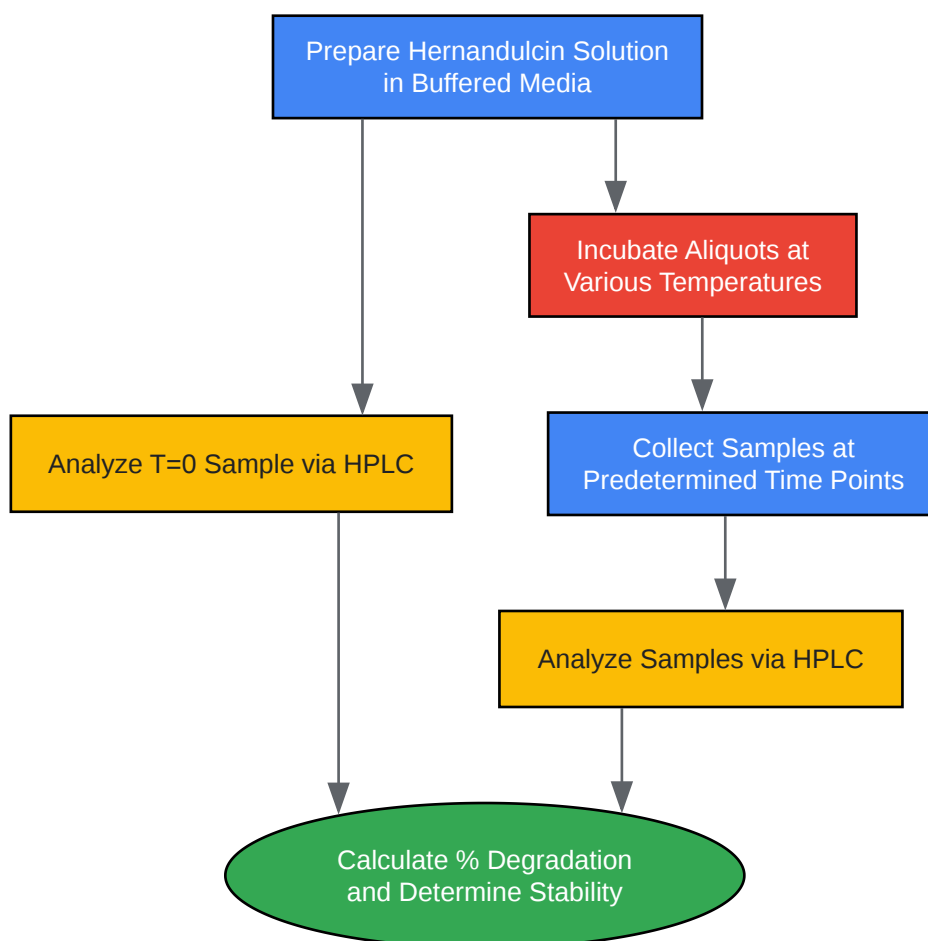 Prepare Hernandulcin Solution
in Buffered Media
Incubate Aliquots at
Various Temperatures
Analyze T=0 Sample via HPLC
Collect Samples at
Predetermined Time Points
Analyze Samples via HPLC
Calculate % Degradation
and Determine Stability